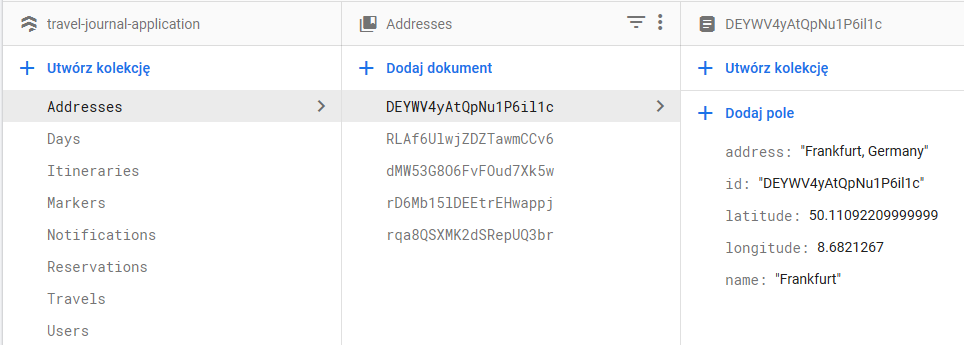 travel-journal-application
Utwórz kolekcję
Addresses
Days
Itineraries
Markers
Notifications
Reservations
Travels
Users
Addresses
Dodaj dokument
DEYWV4yAtQpNu1P6il1c
RLAf6UlwjZDZTawmCCv6
dMW53G8O6FvFOud7Xk5w
rD6Mb15lDEEtrEHwappj
rqa8QSXMK2dSRepUQ3br
DEYWV4yAtQpNu1P6il1c
Utwórz kolekcję
Dodaj pole
address: "Frankfurt, Germany"
id: "DEYWV4yAtQpNu1P6il1c"
latitude: 50.11092209999999
longitude: 8.6821267
name: "Frankfurt"